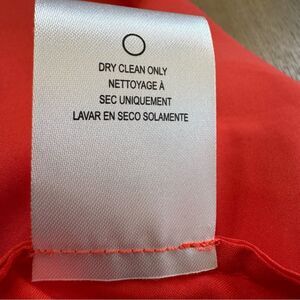 DRY CLEAN ONLY
NETTOYAGE À
SEC UNIQUEMENT
LAVAR EN SECO SOLAMENTE